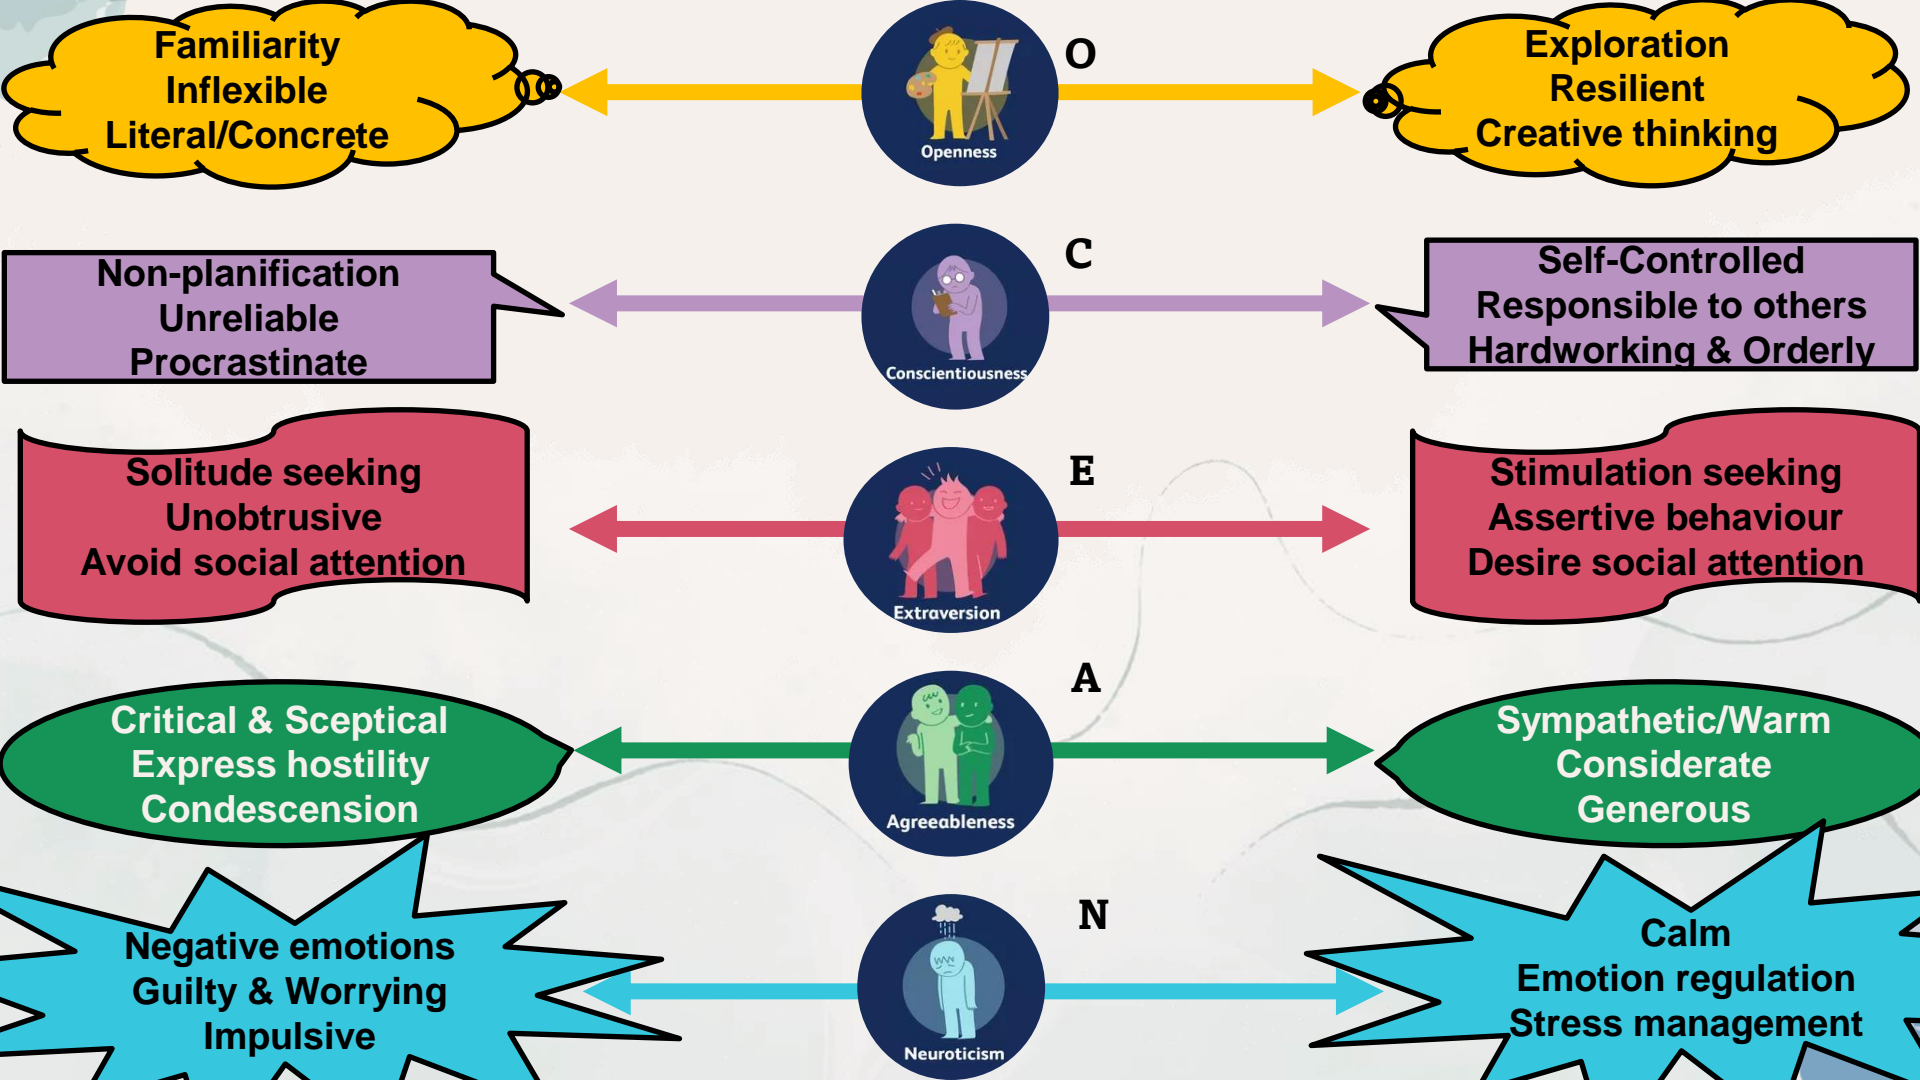 Familiarity
Inflexible
Literal/Concrete
O
Openness
Exploration
Resilient
Creative thinking
Non-planification
Unreliable
Procrastinate
C
Conscientiousness
Self-Controlled
Responsible to others
Hardworking & Orderly
Solitude seeking
Unobtrusive
Avoid social attention
E
Extraversion
Stimulation seeking
Assertive behaviour
Desire social attention
Critical & Sceptical
Express hostility
Condescension
A
Agreeableness
Sympathetic/Warm
Considerate
Generous
Negative emotions
Guilty & Worrying
Impulsive
N
Neuroticism
Calm
Emotion regulation
Stress management